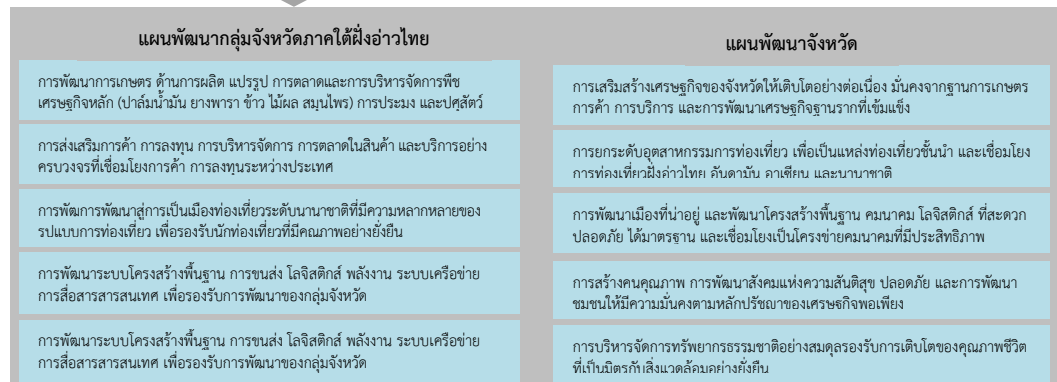 แผนพัฒนากลุ่มจังหวัดภาคใต้ฝั่งอ่าวไทย
การพัฒนาการเกษตร ด้านการผลิต แปรรูป การตลาดและการบริหารจัดการพืช
เศรษฐกิจหลัก (ปาล์มน้ำมัน ยางพารา ข้าว ไม้ผล สมุนไพร) การประมง และปศุสัตว์
การส่งเสริมการค้า การลงทุน การบริหารจัดการ การตลาดในสินค้า และบริการอย่าง
ครบวงจรที่เชื่อมโยงการค้า การลงทุนระหว่างประเทศ
การพัฒการพัฒนาสู่การเป็นเมืองท่องเที่ยวระดับนานาชาติที่มีความหลากหลายของ
รูปแบบการท่องเที่ยว เพื่อรองรับนักท่องเที่ยวที่มีคุณภาพอย่างยั่งยืน
การพัฒนาระบบโครงสร้างพื้นฐาน การขนส่ง โลจิสติกส์ พลังงาน ระบบเครือข่าย
การสื่อสารสารสนเทศ เพื่อรองรับการพัฒนาของกลุ่มจังหวัด
การพัฒนาระบบโครงสร้างพื้นฐาน การขนส่ง โลจิสติกส์ พลังงาน ระบบเครือข่าย
การสื่อสารสารสนเทศ เพื่อรองรับการพัฒนาของกลุ่มจังหวัด
แผนพัฒนาจังหวัด
การเสริมสร้างเศรษฐกิจของจังหวัดให้เติบโตอย่างต่อเนื่อง มั่นคงจากฐานการเกษตร
การค้า การบริการ และการพัฒนาเศรษฐกิจฐานรากที่เข้มแข็ง
การยกระดับอุตสาหกรรมการท่องเที่ยว เพื่อเป็นแหล่งท่องเที่ยวชั้นนำ และเชื่อมโยง
การท่องเที่ยวฝั่งอ่าวไทย อันดามัน อาเซียน และนานาชาติ
การพัฒนาเมืองที่น่าอยู่ และพัฒนาโครงสร้างพื้นฐาน คมนาคม โลจิสติกส์ ที่สะดวก
ปลอดภัย ได้มาตรฐาน และเชื่อมโยงเป็นโครงข่ายคมนาคมที่มีประสิทธิภาพ
การสร้างคนคุณภาพ การพัฒนาสังคมแห่งความสันติสุข ปลอดภัย และการพัฒนา
ชุมชนให้มีความมั่นคงตามหลักปรัชญาของเศรษฐกิจพอเพียง
การบริหารจัดการทรัพยากรธรรมชาติอย่างสมดุลรองรับการเติบโตของคุณภาพชีวิต
ที่เป็นมิตรกับสิ่งแวดล้อมอย่างยั่งยืน